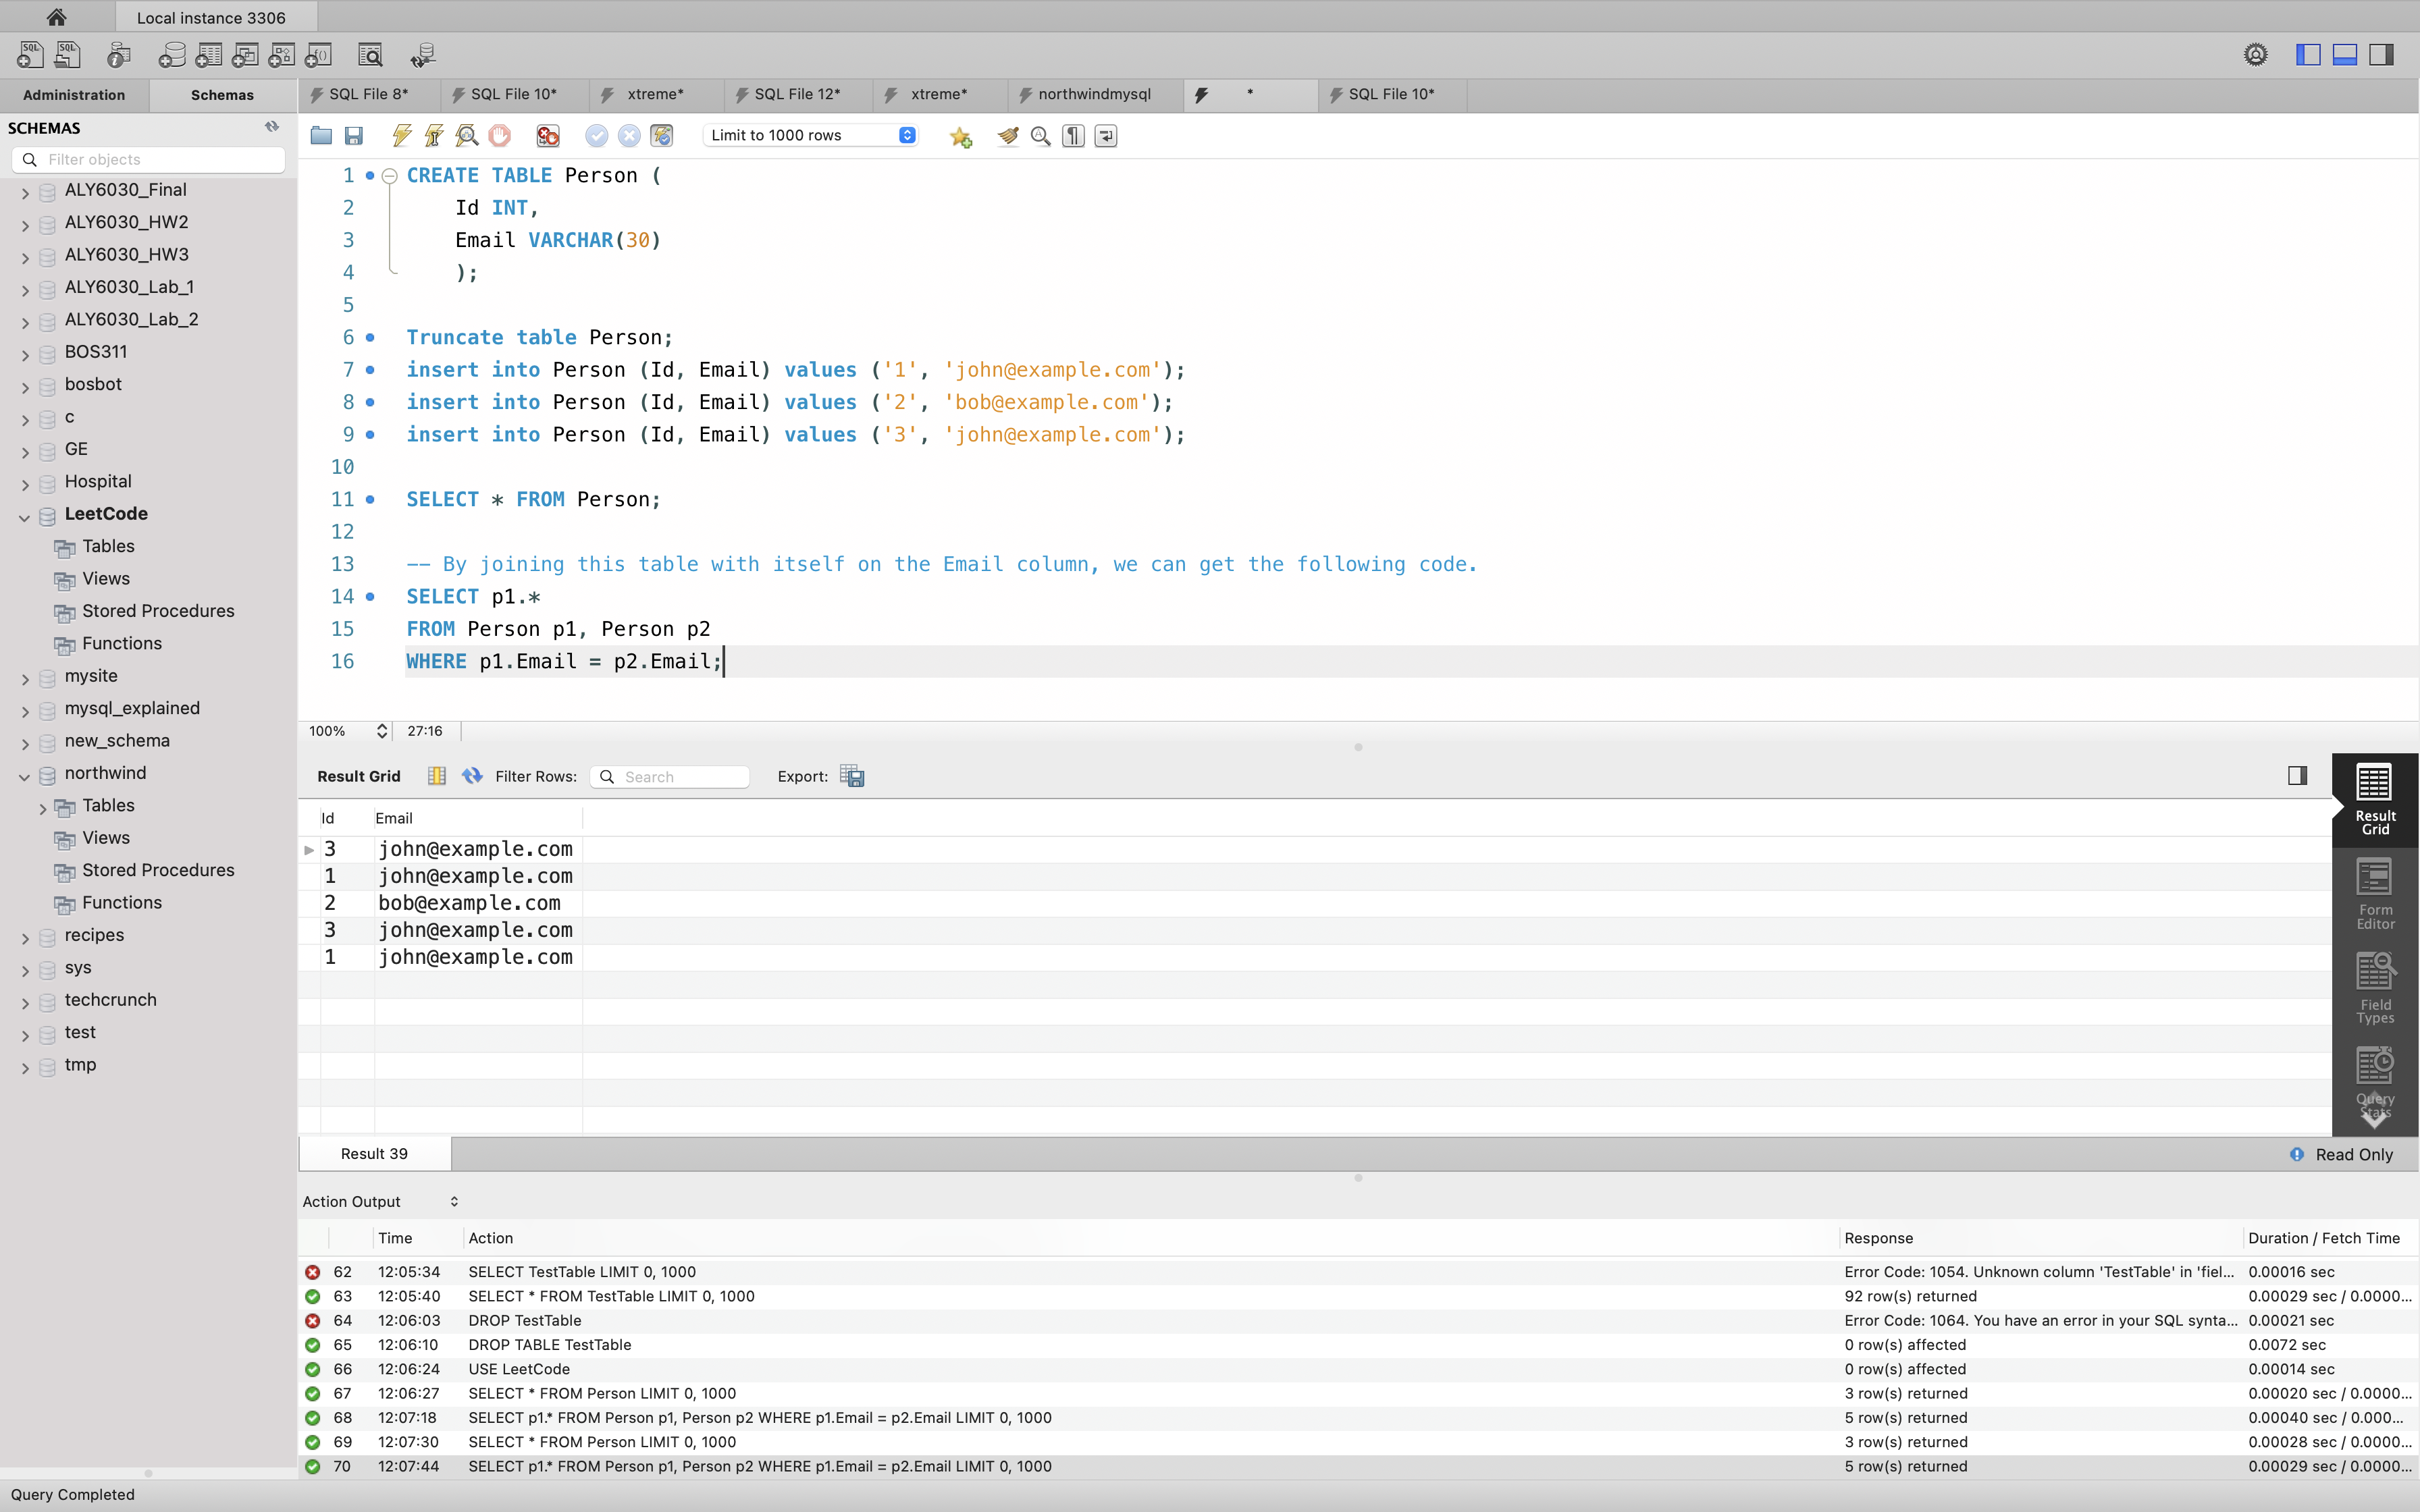 Local instance 3306
Administration
Schemas
SQL File 8*
SQL File 10*
xtreme*
SQL File 12*
xtreme*
northwindmysql
*
SQL File 10*
SCHEMAS
Filter objects
ALY6030_Final
ALY6030_HW2
ALY6030_HW3
ALY6030_Lab_1
ALY6030_Lab_2
BOS311
bosbot
c
GE
Hospital
LeetCode
Tables
Views
Stored Procedures
Functions
mysite
mysql_explained
new_schema
northwind
Tables
Views
Stored Procedures
Functions
recipes
sys
techcrunch
test
tmp
Limit to 1000 rows
1 CREATE TABLE Person (
2 Id INT,
3 Email VARCHAR(30)
4 );
5
6 Truncate table Person;
7 insert into Person (Id, Email) values ('1', 'john@example.com');
8 insert into Person (Id, Email) values ('2', 'bob@example.com');
9 insert into Person (Id, Email) values ('3', 'john@example.com');
10
11 SELECT * FROM Person;
12
13 -- By joining this table with itself on the Email column, we can get the following code.
14 SELECT p1.*
15 FROM Person p1, Person p2
16 WHERE p1.Email = p2.Email;
100% 27:16
Result Grid Filter Rows: Search Export:
Id Email
3 john@example.com
1 john@example.com
2 bob@example.com
3 john@example.com
1 john@example.com
Result
Grid
Form
Editor
Field
Types
Query
Stats
Result 39
Read Only
Action Output
Time Action Response Duration / Fetch Time
62 12:05:34 SELECT TestTable LIMIT 0, 1000 Error Code: 1054. Unknown column 'TestTable' in 'fiel... 0.00016 sec
63 12:05:40 SELECT * FROM TestTable LIMIT 0, 1000 92 row(s) returned 0.00029 sec / 0.0000...
64 12:06:03 DROP TestTable Error Code: 1064. You have an error in your SQL synta... 0.00021 sec
65 12:06:10 DROP TABLE TestTable 0 row(s) affected 0.0072 sec
66 12:06:24 USE LeetCode 0 row(s) affected 0.00014 sec
67 12:06:27 SELECT * FROM Person LIMIT 0, 1000 3 row(s) returned 0.00020 sec / 0.0000...
68 12:07:18 SELECT p1.* FROM Person p1, Person p2 WHERE p1.Email = p2.Email LIMIT 0, 1000 5 row(s) returned 0.00040 sec / 0.000...
69 12:07:30 SELECT * FROM Person LIMIT 0, 1000 3 row(s) returned 0.00028 sec / 0.0000...
70 12:07:44 SELECT p1.* FROM Person p1, Person p2 WHERE p1.Email = p2.Email LIMIT 0, 1000 5 row(s) returned 0.00029 sec / 0.0000...
Query Completed